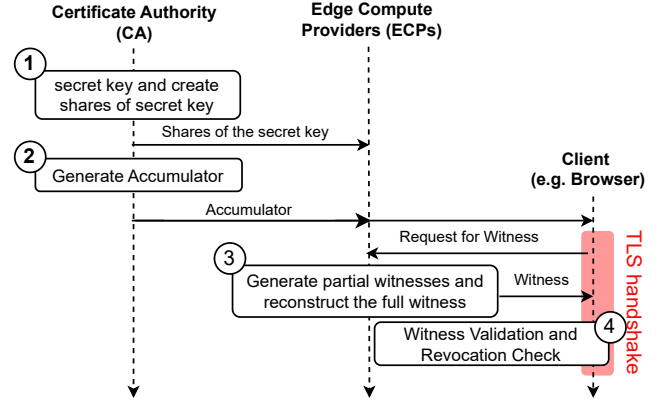 Certificate Authority
(CA)
Edge Compute
Providers (ECPs)
1
secret key and create
shares of secret key
Shares of the secret key
2
Generate Accumulator
Client
(e.g. Browser)
Accumulator
Request for Witness
3
Generate partial witnesses and
reconstruct the full witness
Witness
4
Witness Validation and
Revocation Check
TLS handshake